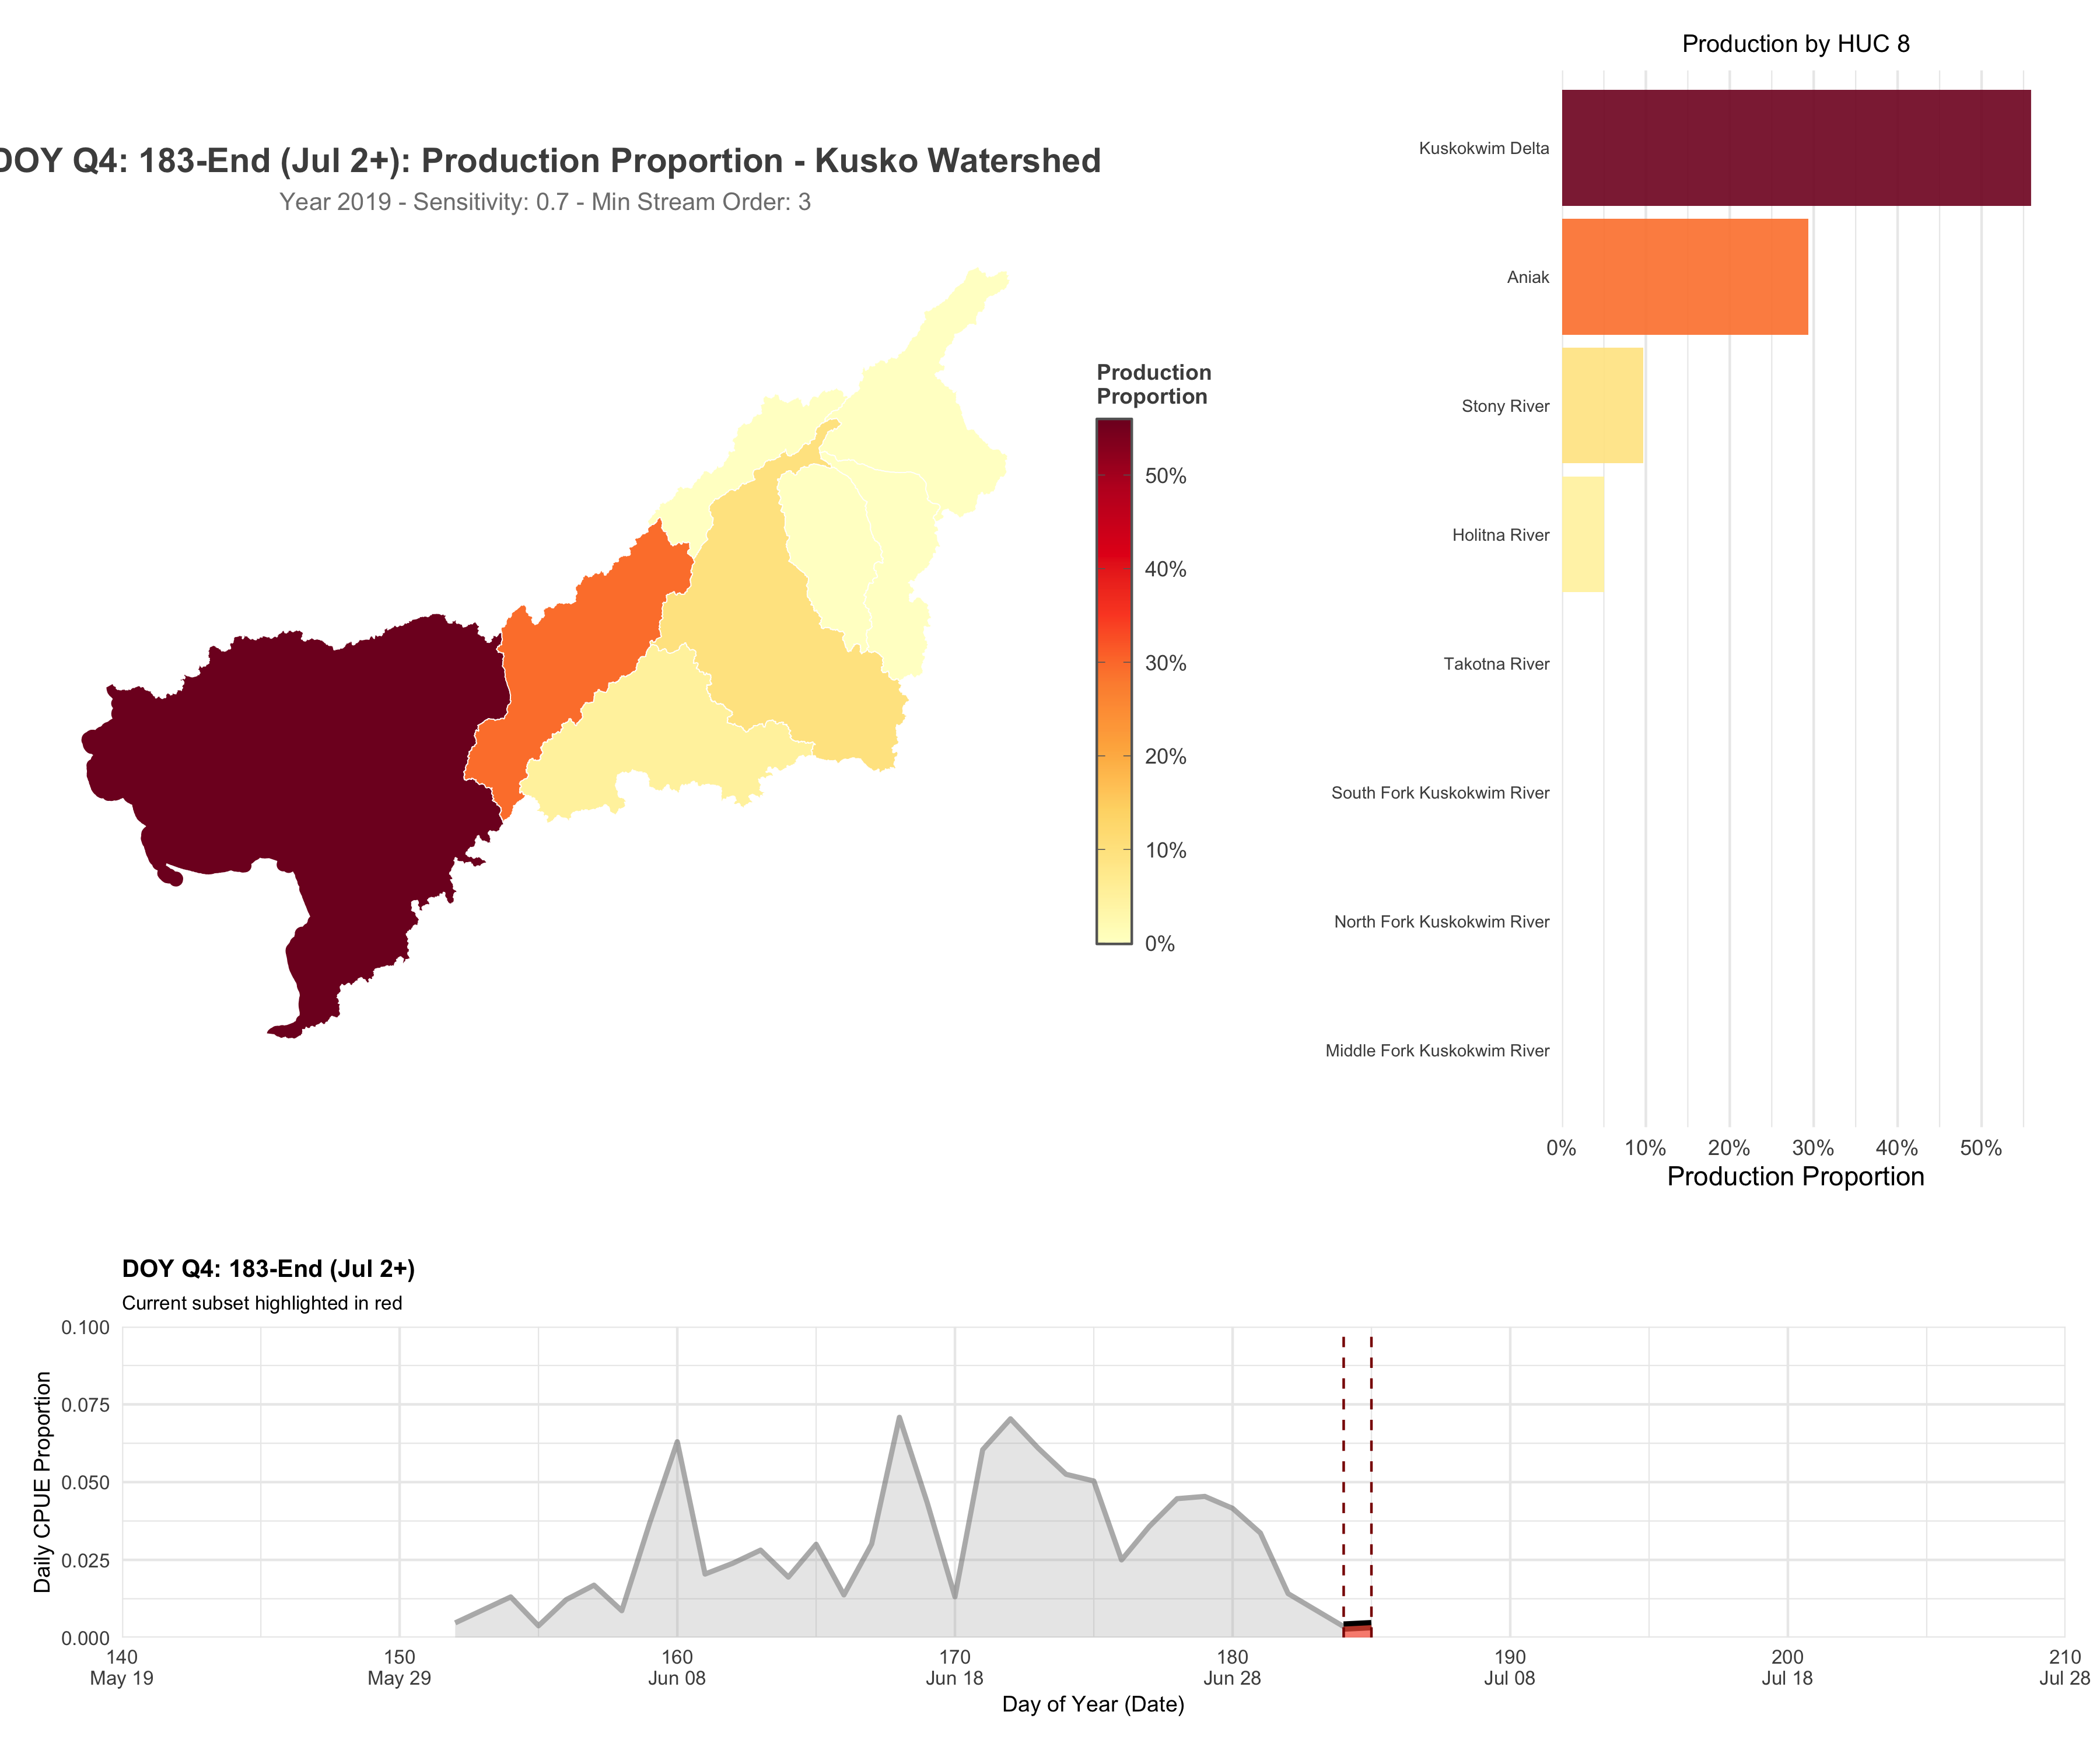 Production by HUC 8
Kuskokwim Delta
Aniak
Stony River
Holitna River
Takotna River
South Fork Kuskokwim River
North Fork Kuskokwim River
Middle Fork Kuskokwim River
0% 10% 20% 30% 40% 50%
Production Proportion
DOY Q4: 183-End (Jul 2+): Production Proportion - Kusko Watershed
Year 2019 - Sensitivity: 0.7 - Min Stream Order: 3
Production
Proportion
50%
40%
30%
20%
10%
0%
DOY Q4: 183-End (Jul 2+)
Current subset highlighted in red
Daily CPUE Proportion
0.100
0.075
0.050
0.025
0.000
140 150 160 170 180 190 200 210
May 19 May 29 Jun 08 Jun 18 Jun 28 Jul 08 Jul 18 Jul 28
Day of Year (Date)